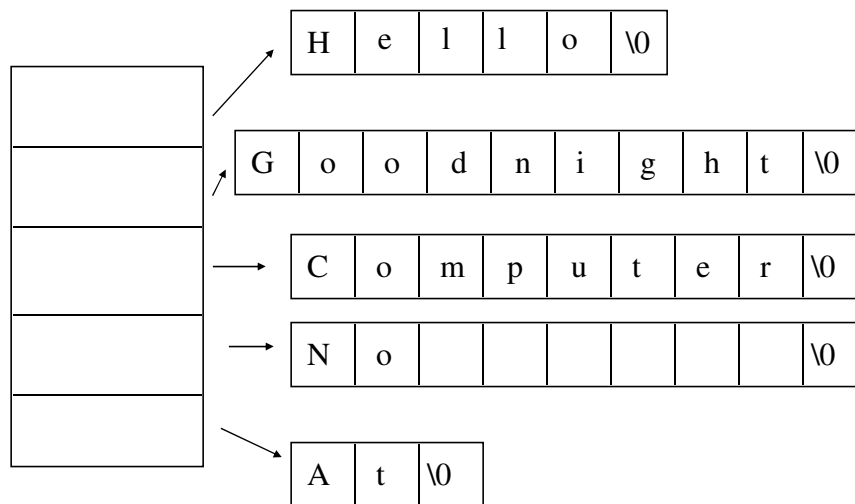 H e l l o \0
G o o d n i g h t \0
C o m p u t e r \0
N o \0
A t \0